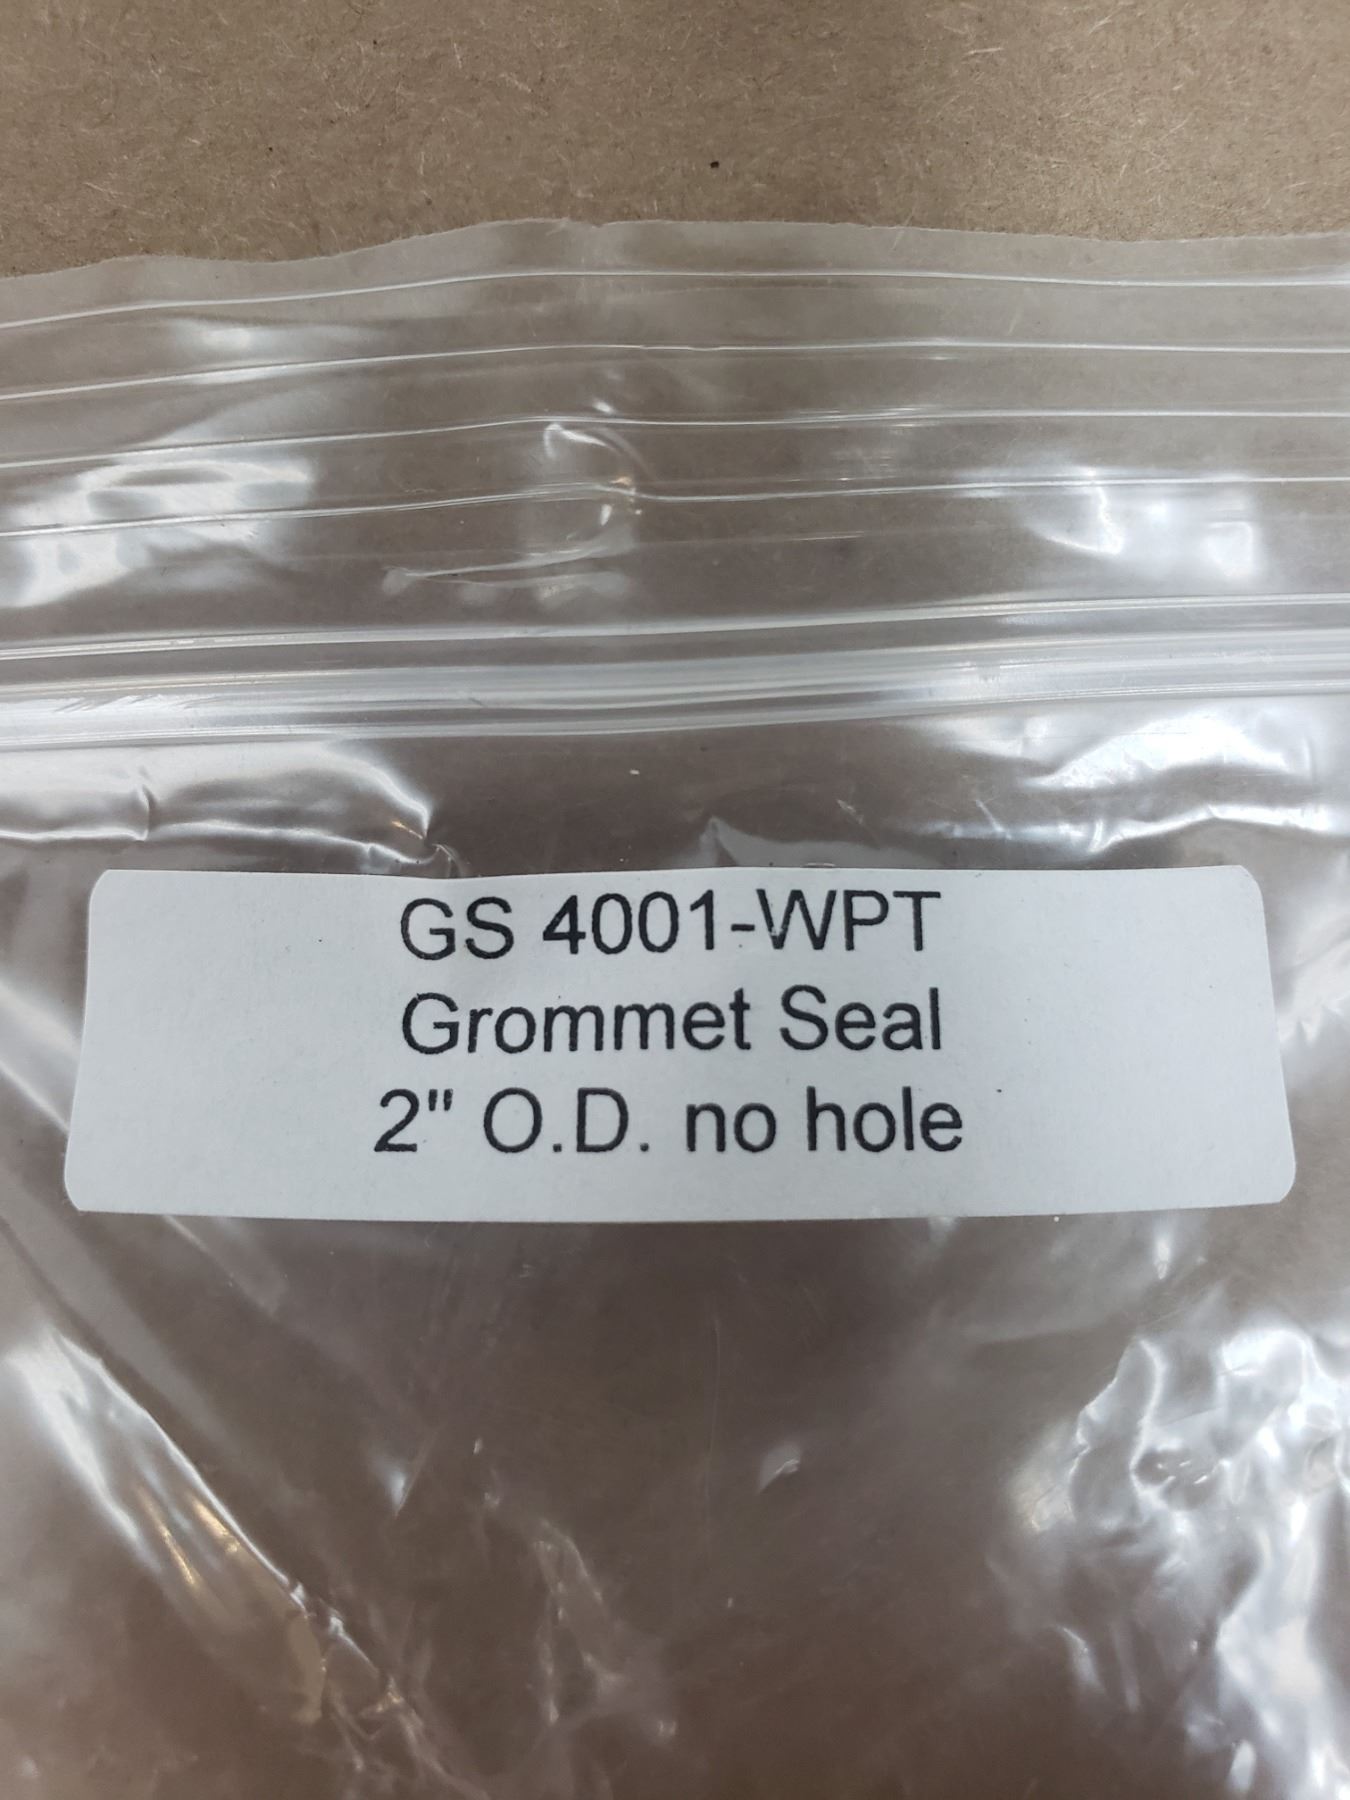 GS 4001-WPT
Grommet Seal
2" O.D. no hole